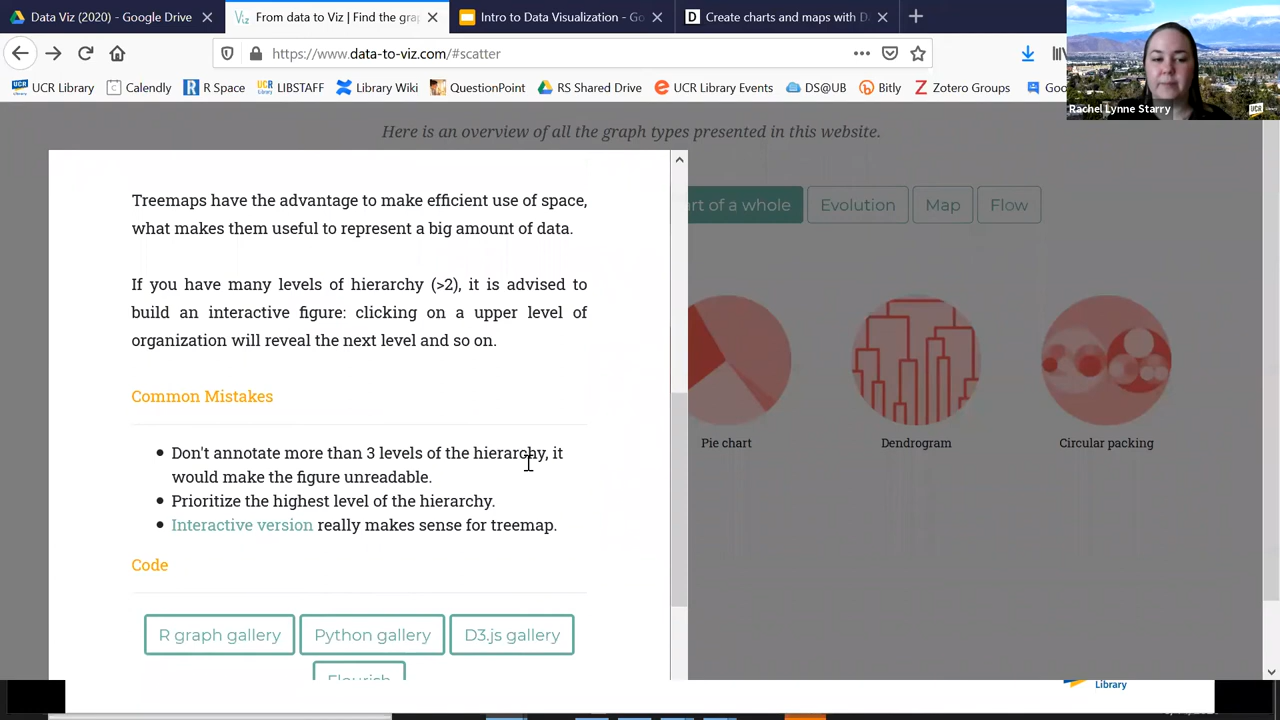 Data Viz (2020) - Google Drive
From data to Viz | Find the gra
Intro to Data Visualization - Go
Create charts and maps with D
https://www.data-to-viz.com/#scatter
UCR Library
Calendly
R Space
LIBSTAFF
Library Wiki
QuestionPoint
RS Shared Drive
UCR Library Events
DS@UB
Bitly
Zotero Groups
Goo
Rachel Lynne Starry
UCR
Here is an overview of all the graph types presented in this website.
rt of a whole
Evolution
Map
Flow
Treemaps have the advantage to make efficient use of space,
what makes them useful to represent a big amount of data.
If you have many levels of hierarchy (>2), it is advised to
build an interactive figure: clicking on a upper level of
organization will reveal the next level and so on.
Pie chart
Dendrogram
Circular packing
Common Mistakes
Don't annotate more than 3 levels of the hierarchy, it
would make the figure unreadable.
Prioritize the highest level of the hierarchy.
Interactive version really makes sense for treemap.
Code
R graph gallery
Python gallery
D3.js gallery
Flourish
Library